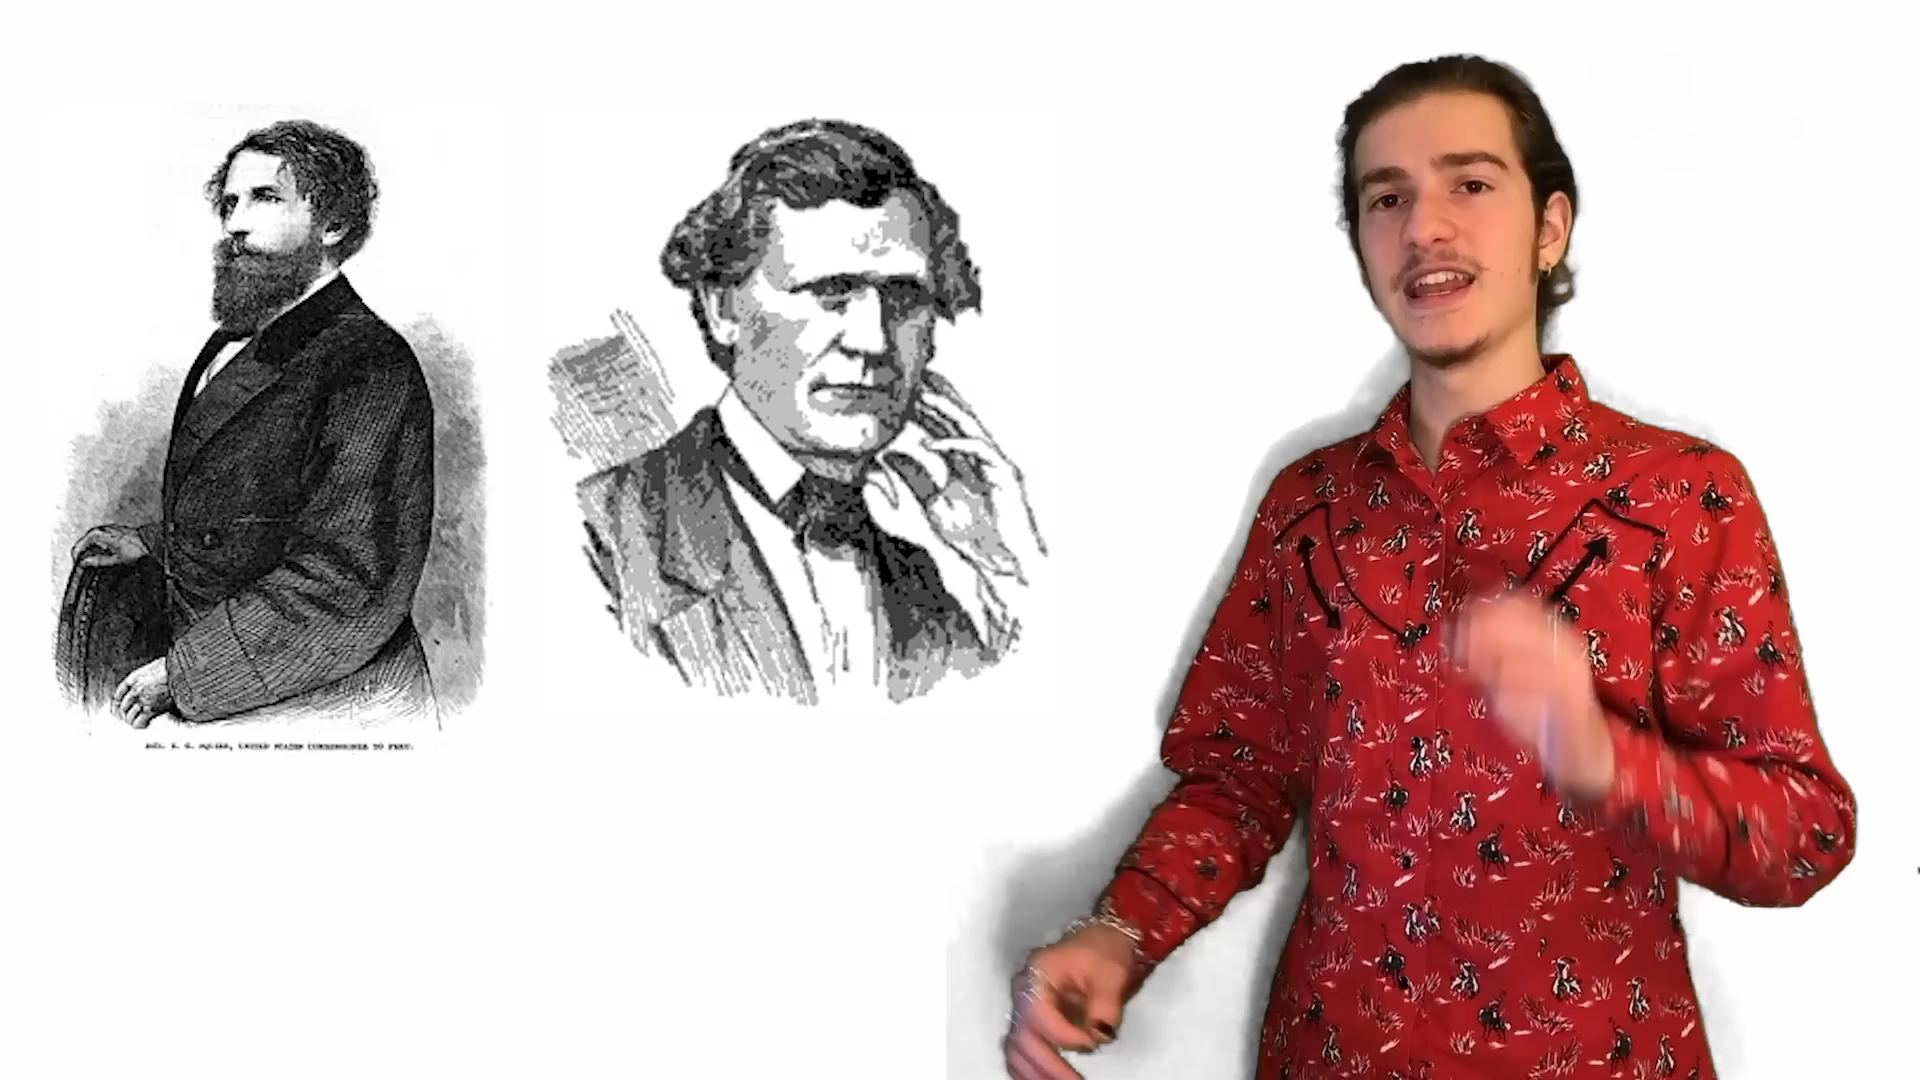 HON. E. G. SQUIER, UNITED STATES COMMISSIONER TO PERU.